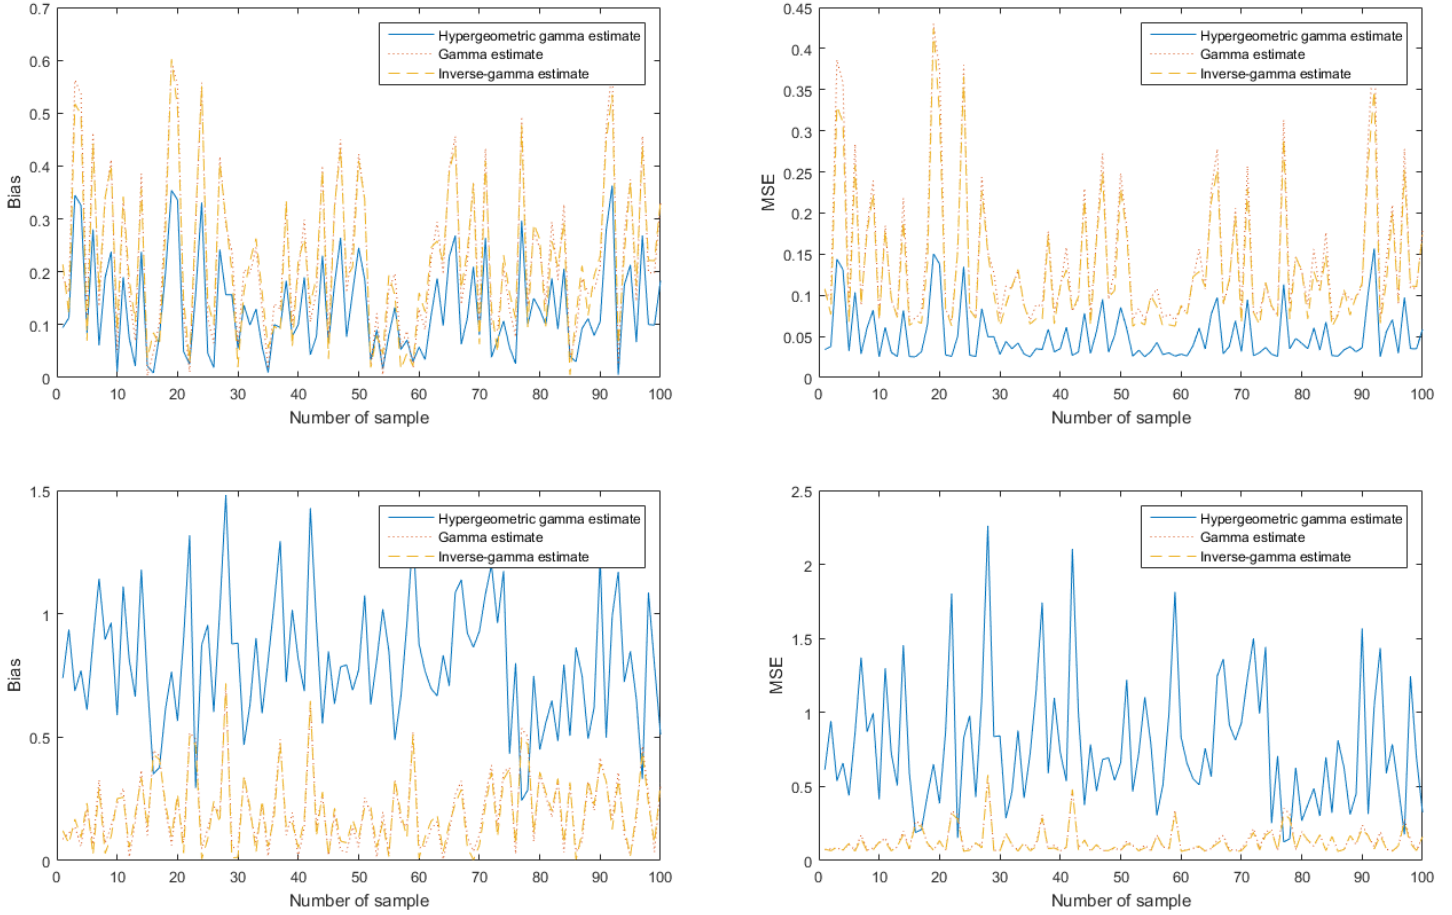 0.7
0.6
0.5
0.4
0.3
0.2
0.1
0
Bias
Hypergeometric gamma estimate
Gamma estimate
Inverse-gamma estimate
0 10 20 30 40 50 60 70 80 90 100
Number of sample
0.45
0.4
0.35
0.3
0.25
0.2
0.15
0.1
0.05
0
MSE
Hypergeometric gamma estimate
Gamma estimate
Inverse-gamma estimate
0 10 20 30 40 50 60 70 80 90 100
Number of sample
1.5
1
0.5
0
Bias
Hypergeometric gamma estimate
Gamma estimate
Inverse-gamma estimate
0 10 20 30 40 50 60 70 80 90 100
Number of sample
2.5
2
1.5
1
0.5
0
MSE
Hypergeometric gamma estimate
Gamma estimate
Inverse-gamma estimate
0 10 20 30 40 50 60 70 80 90 100
Number of sample